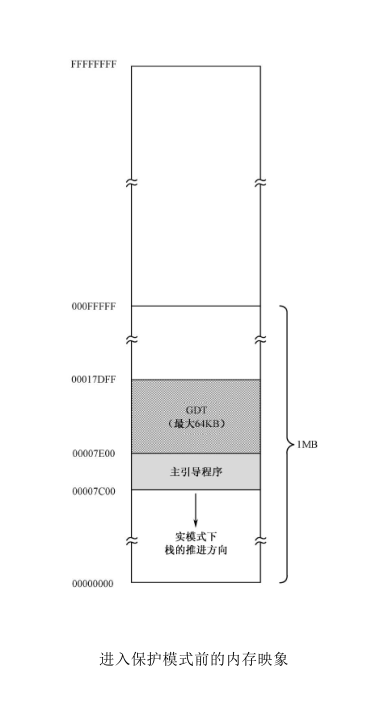 FFFFFFFF
000FFFFF
00017DFF
GDT
（最大64KB）
00007E00
1MB
主引导程序
00007C00
实模式下
栈的推进方向
00000000
进入保护模式前的内存映象